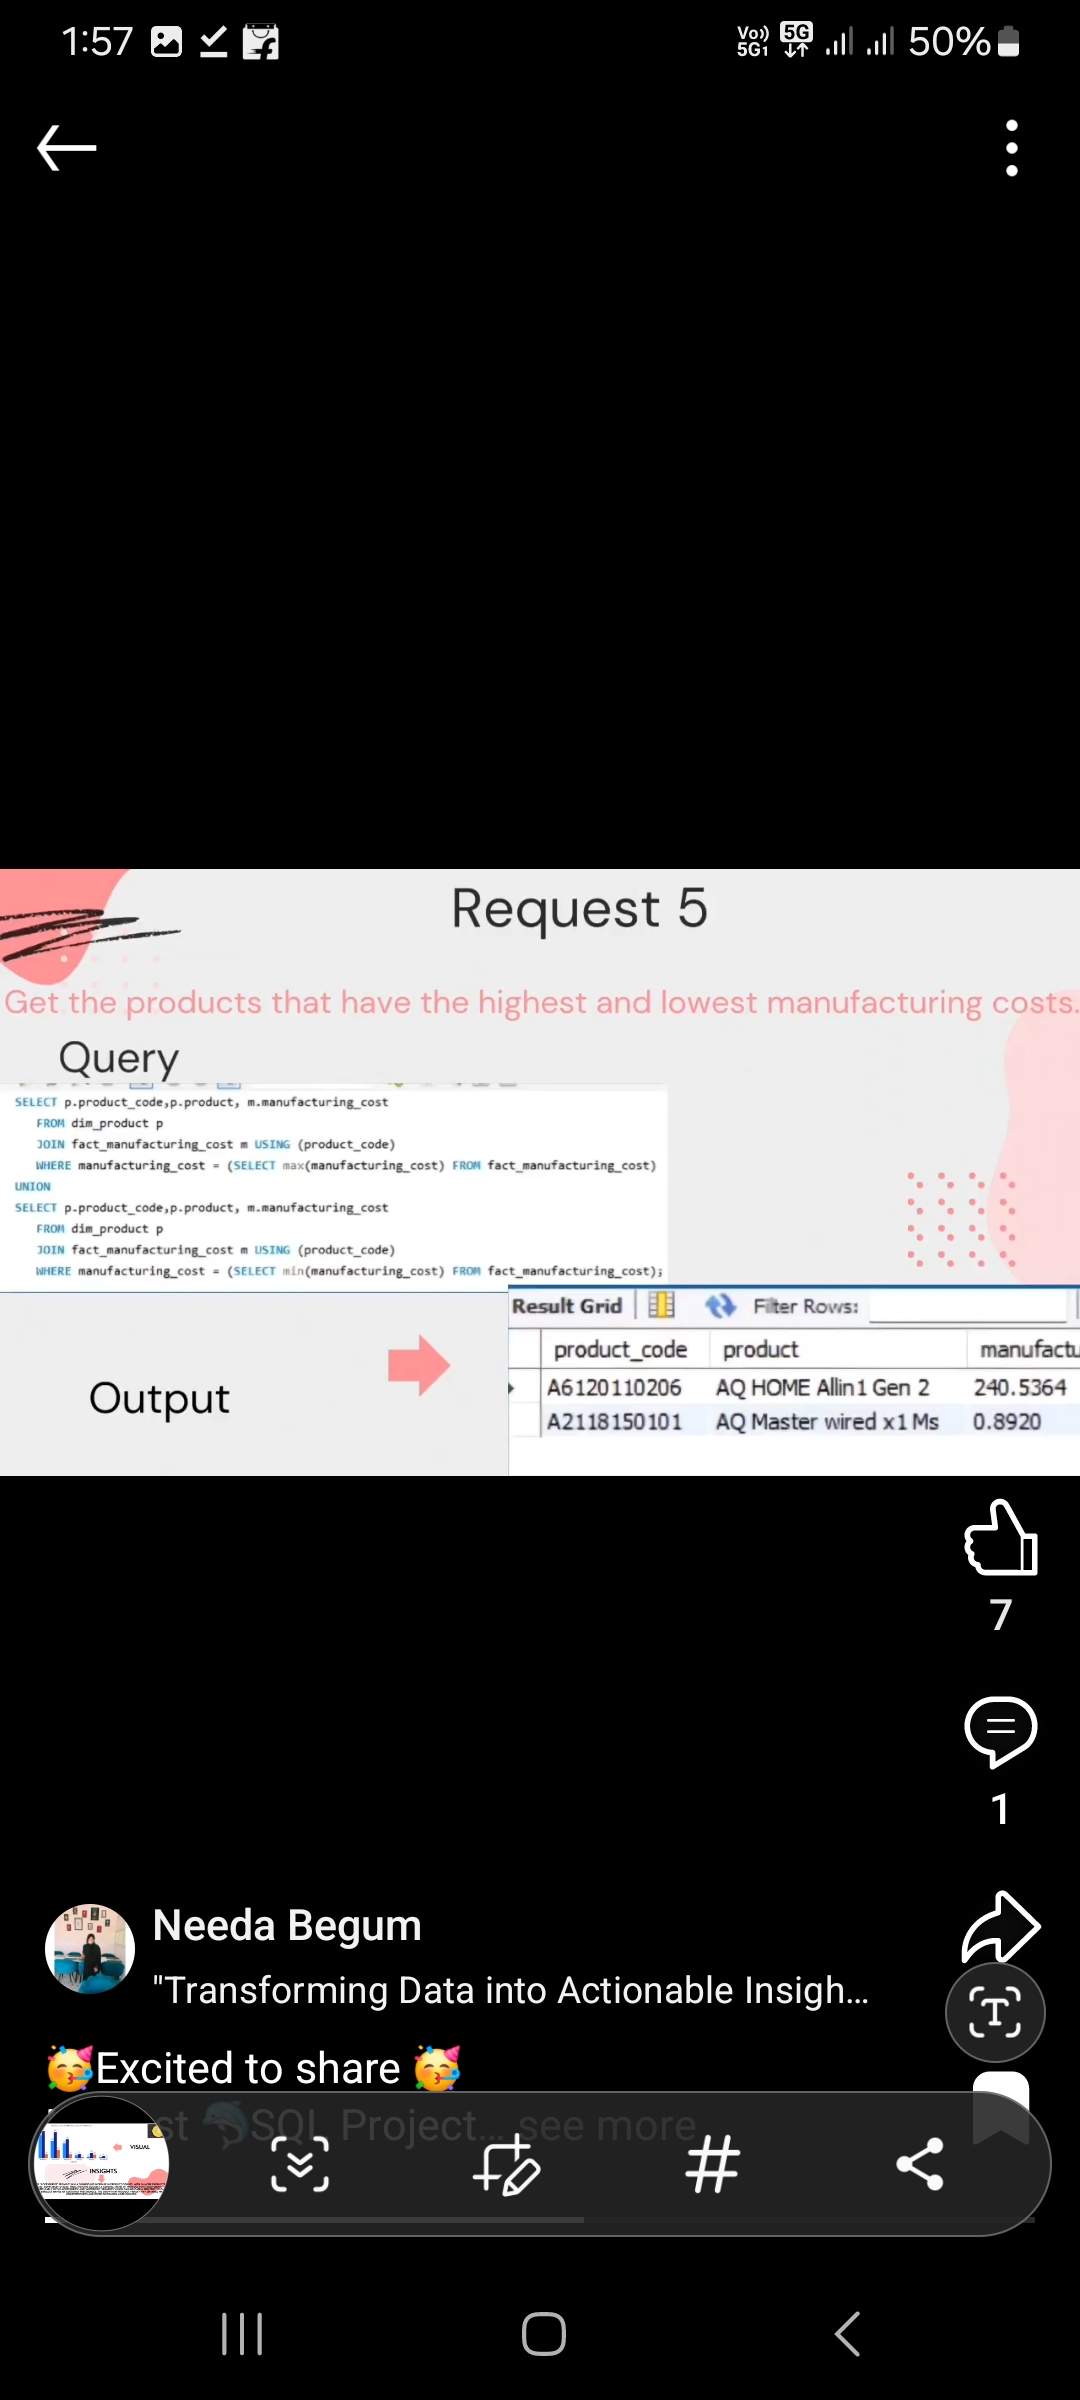 1:57
Vo)) 5G1 5G 50%
Request 5
Get the products that have the highest and lowest manufacturing costs.
Query
SELECT p.product_code,p.product, m.manufacturing_cost
FROM dim_product p
JOIN fact_manufacturing_cost m USING (product_code)
WHERE manufacturing_cost = (SELECT max(manufacturing_cost) FROM fact_manufacturing_cost)
UNION
SELECT p.product_code,p.product, m.manufacturing_cost
FROM dim_product p
JOIN fact_manufacturing_cost m USING (product_code)
WHERE manufacturing_cost = (SELECT min(manufacturing_cost) FROM fact_manufacturing_cost);
Result Grid Filter Rows:
product_code product manufactu
A6120110206 AQ HOME Allin1 Gen 2 240.5364
A2118150101 AQ Master wired x1 Ms 0.8920
Output
7
1
Needa Begum
"Transforming Data into Actionable Insigh...
🥳Excited to share 🥳
st 🐬SQL Project... see more
VISUAL
INSIGHTS